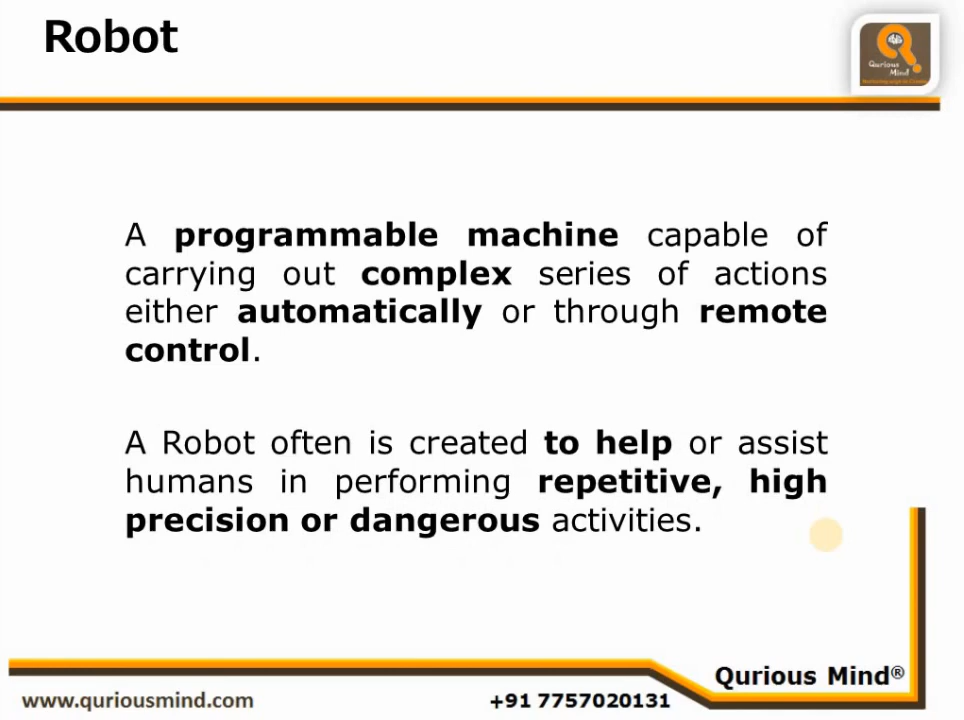 Robot
Qurious
Mind
A programmable machine capable of
carrying out complex series of actions
either automatically or through remote
control.
A Robot often is created to help or assist
humans in performing repetitive, high
precision or dangerous activities.
Qurious Mind®
www.quriousmind.com
+91 7757020131